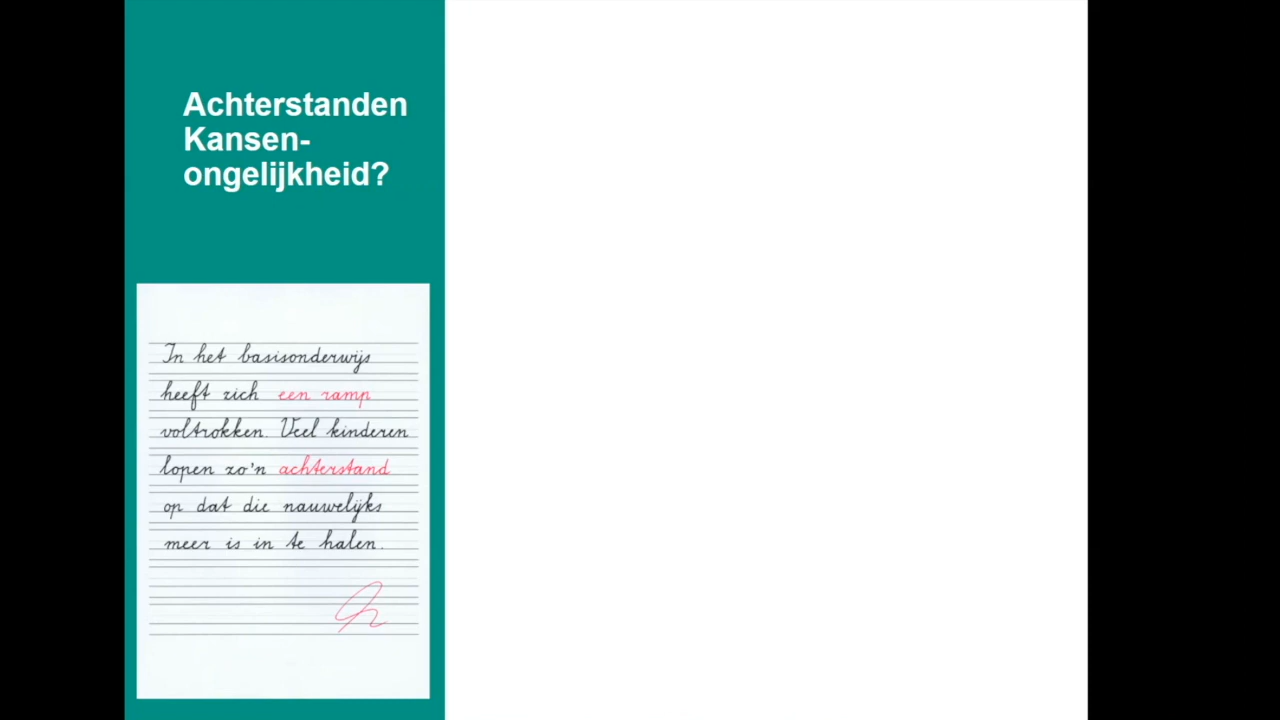 Achterstanden
Kansen-
ongelijkheid?
In het basisonderwijs
heeft zich een ramp
voltrokken. Veel kinderen
lopen zo'n achterstand
op dat die nauwelijks
meer is in te halen.